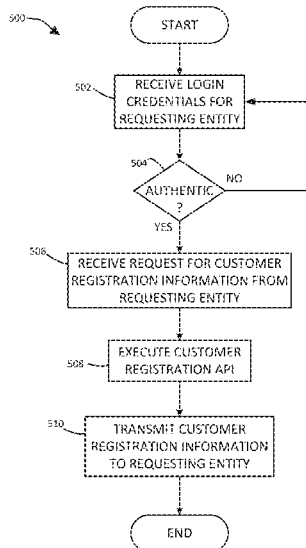 500
START
502
RECEIVE LOGIN
CREDENTIALS FOR
REQUESTING ENTITY
504
AUTHENTIC
?
NO
YES
506
RECEIVE REQUEST FOR CUSTOMER
REGISTRATION INFORMATION FROM
REQUESTING ENTITY
508
EXECUTE CUSTOMER
REGISTRATION API
510
TRANSMIT CUSTOMER
REGISTRATION INFORMATION
TO REQUESTING ENTITY
END